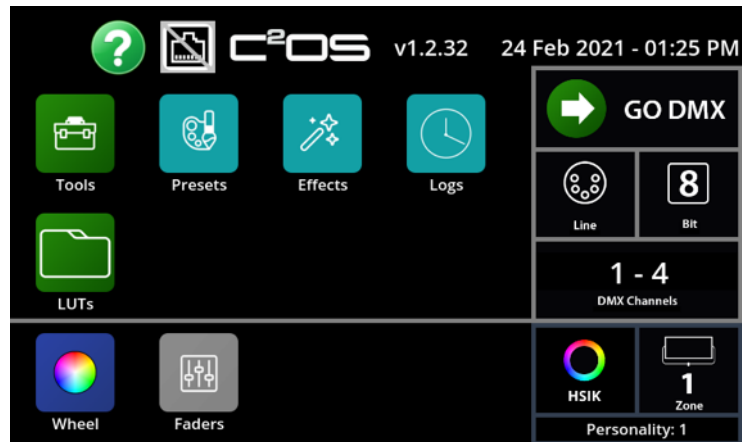 ? C²OS v1.2.32 24 Feb 2021 - 01:25 PM
GO DMX
Tools Presets Effects Logs
8
Line Bit
LUTs
1 - 4
DMX Channels
HSIK
1
Zone
Wheel Faders
Personality: 1